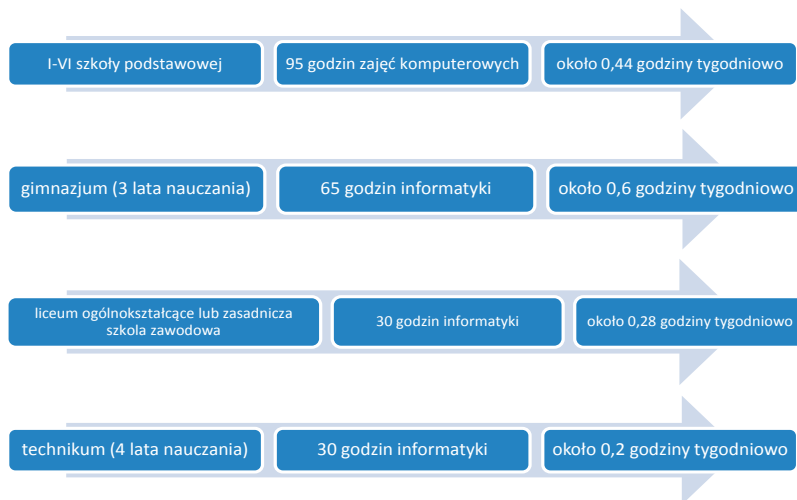 I-VI szkoły podstawowej
95 godzin zajęć komputerowych
około 0,44 godziny tygodniowo
gimnazjum (3 lata nauczania)
65 godzin informatyki
około 0,6 godziny tygodniowo
liceum ogólnokształcące lub zasadnicza
szkola zawodowa
30 godzin informatyki
około 0,28 godziny tygodniowo
technikum (4 lata nauczania)
30 godzin informatyki
około 0,2 godziny tygodniowo